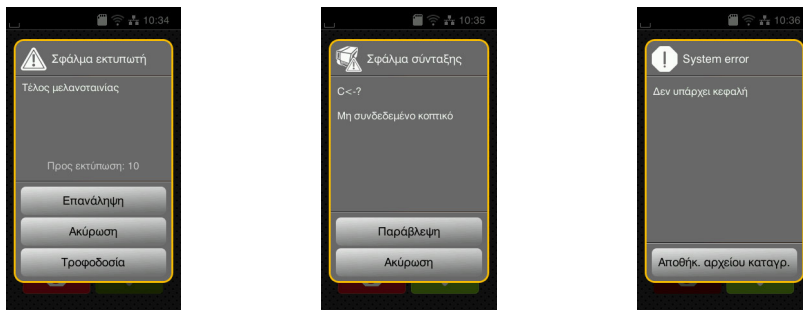 10:34
Σφάλμα εκτυπωτή
Τέλος μελανοταινίας
Προς εκτύπωση: 10
Επανάληψη
Ακύρωση
Τροφοδοσία
10:35
Σφάλμα σύνταξης
C<-?
Μη συνδεδεμένο κοπτικό
Παράβλεψη
Ακύρωση
10:36
System error
Δεν υπάρχει κεφαλή
Αποθήκ. αρχείου καταγρ.